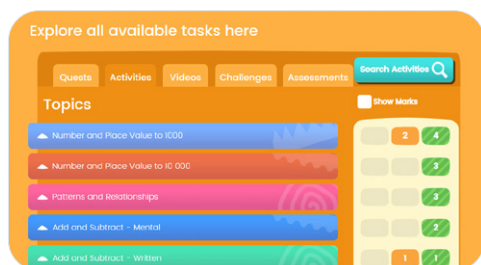 Explore all available tasks here
Quests Activities Videos Challenges Assessments Search Activities
Topics Show Marks
Number and Place Value to 1000 2 4
Number and Place Value to 10 000 3
Patterns and Relationships 3
Add and Subtract - Mental 2
Add and Subtract - Written 1 1